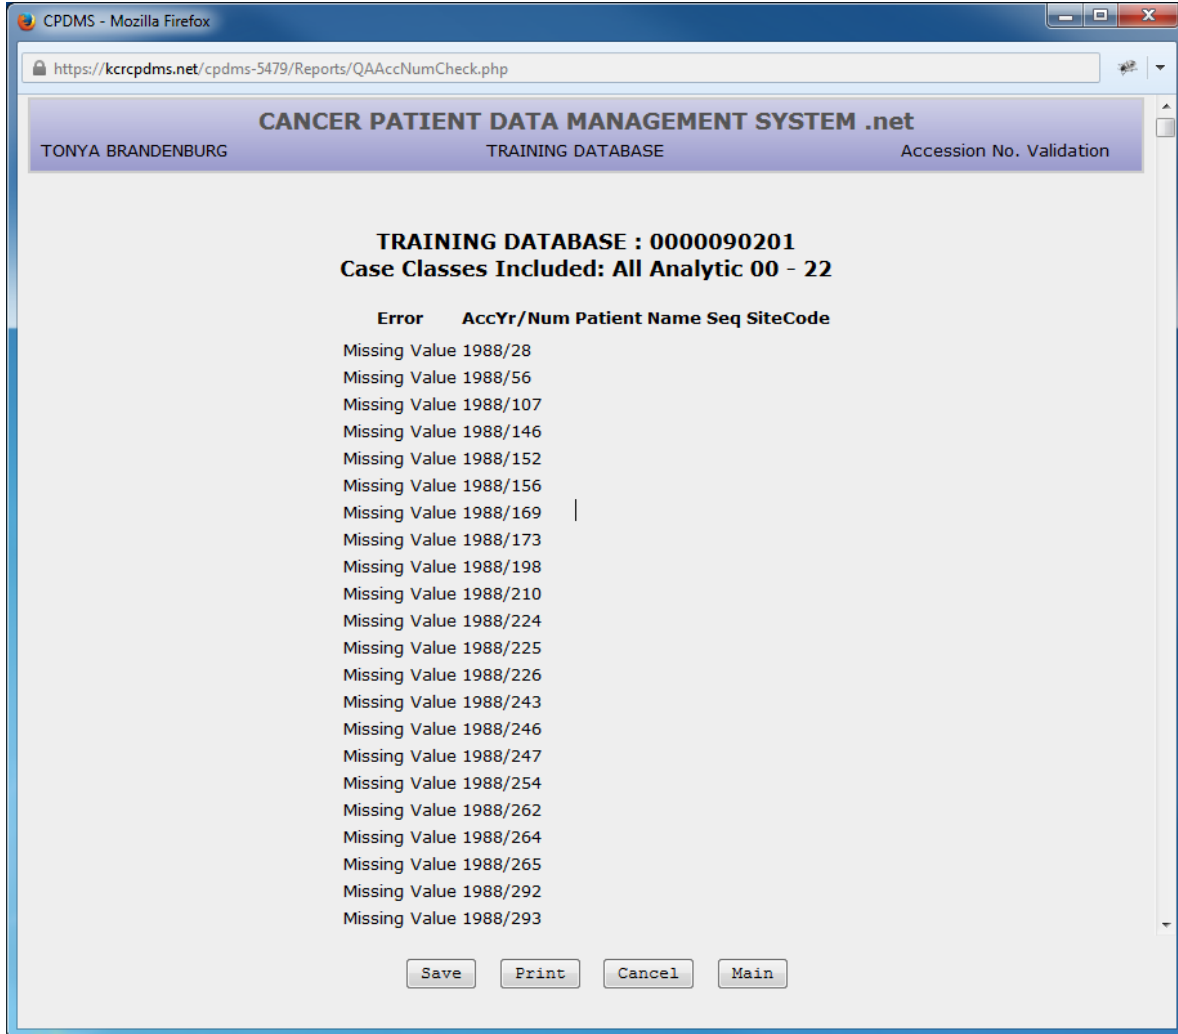 CPDMS - Mozilla Firefox
https://kcrcpdms.net/cpdms-5479/Reports/QAAccNumCheck.php
CANCER PATIENT DATA MANAGEMENT SYSTEM .net
TONYA BRANDENBURG TRAINING DATABASE Accession No. Validation
TRAINING DATABASE : 0000090201
Case Classes Included: All Analytic 00 - 22
Error AccYr/Num Patient Name Seq SiteCode
Missing Value 1988/28
Missing Value 1988/56
Missing Value 1988/107
Missing Value 1988/146
Missing Value 1988/152
Missing Value 1988/156
Missing Value 1988/169
Missing Value 1988/173
Missing Value 1988/198
Missing Value 1988/210
Missing Value 1988/224
Missing Value 1988/225
Missing Value 1988/226
Missing Value 1988/243
Missing Value 1988/246
Missing Value 1988/247
Missing Value 1988/254
Missing Value 1988/262
Missing Value 1988/264
Missing Value 1988/265
Missing Value 1988/292
Missing Value 1988/293
Save Print Cancel Main